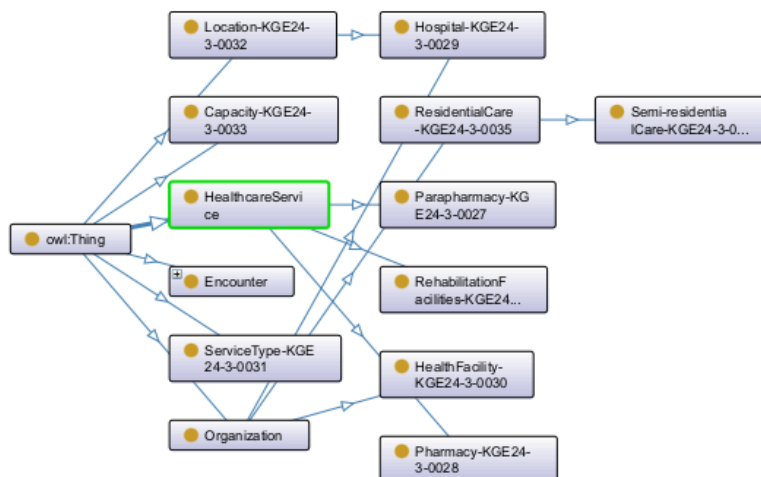 Location-KGE24-
3-0032
Hospital-KGE24-
3-0029
Capacity-KGE24-
3-0033
ResidentialCare
-KGE24-3-0035
Semi-residentia
lCare-KGE24-3-0...
HealthcareServi
ce
Parapharmacy-KG
E24-3-0027
owl:Thing
Encounter
RehabilitationF
acilities-KGE24...
ServiceType-KGE
24-3-0031
HealthFacility-
KGE24-3-0030
Organization
Pharmacy-KGE24-
3-0028